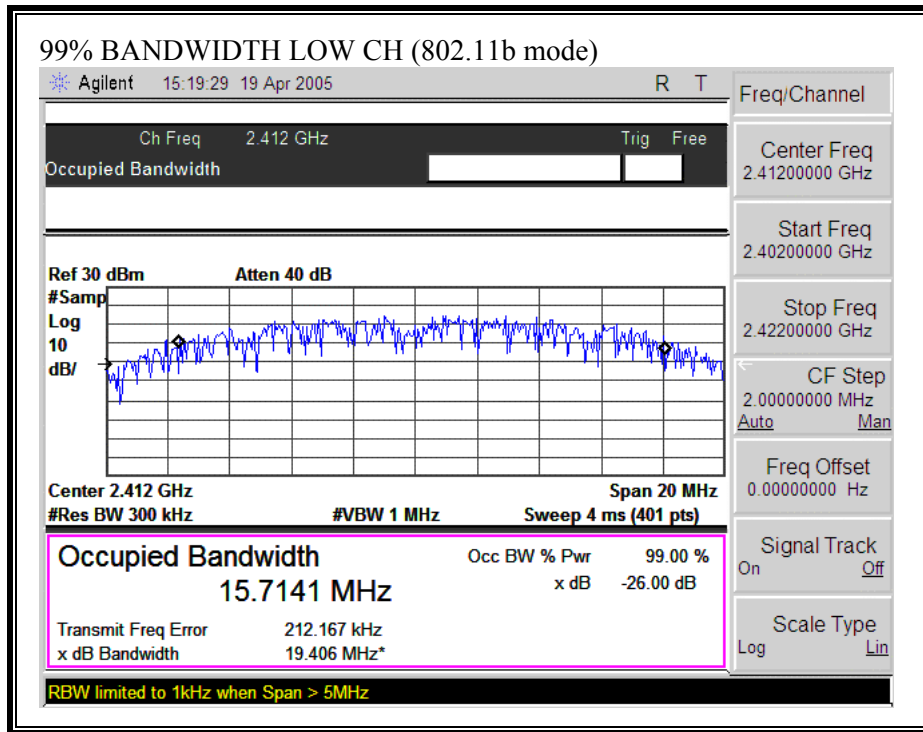 99% BANDWIDTH LOW CH (802.11b mode)
Agilent 15:19:29 19 Apr 2005 R T
Freq/Channel
Ch Freq 2.412 GHz Trig Free
Occupied Bandwidth
Center Freq
2.41200000 GHz
Start Freq
2.40200000 GHz
Stop Freq
2.42200000 GHz
CF Step
2.00000000 MHz
Auto Man
Freq Offset
0.00000000 Hz
Signal Track
On Off
Scale Type
Log Lin
Ref 30 dBm Atten 40 dB
#Samp
Log
10
dB/
Center 2.412 GHz Span 20 MHz
#Res BW 300 kHz #VBW 1 MHz Sweep 4 ms (401 pts)
Occupied Bandwidth Occ BW % Pwr 99.00 %
15.7141 MHz x dB -26.00 dB
Transmit Freq Error 212.167 kHz
x dB Bandwidth 19.406 MHz*
RBW limited to 1kHz when Span > 5MHz